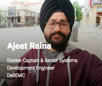 Ajeet Raina
Docker Captain & Senior Systems
Development Engineer
DellEMC